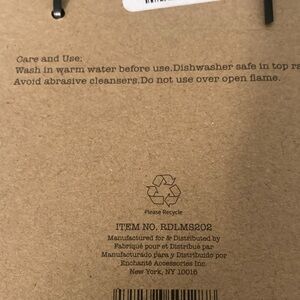 Care and Use:
Wash in warm water before use.Dishwasher safe in top ra
Avoid abrasive cleansers.Do not use over open flame.
Please Recycle
ITEM NO. RDLMS202
Manufactured for & Distributed by
Fabriqué pour et Distribué par
Manufacturado para y Distribuido por
Enchanté Accessories Inc.
New York, NY 10016